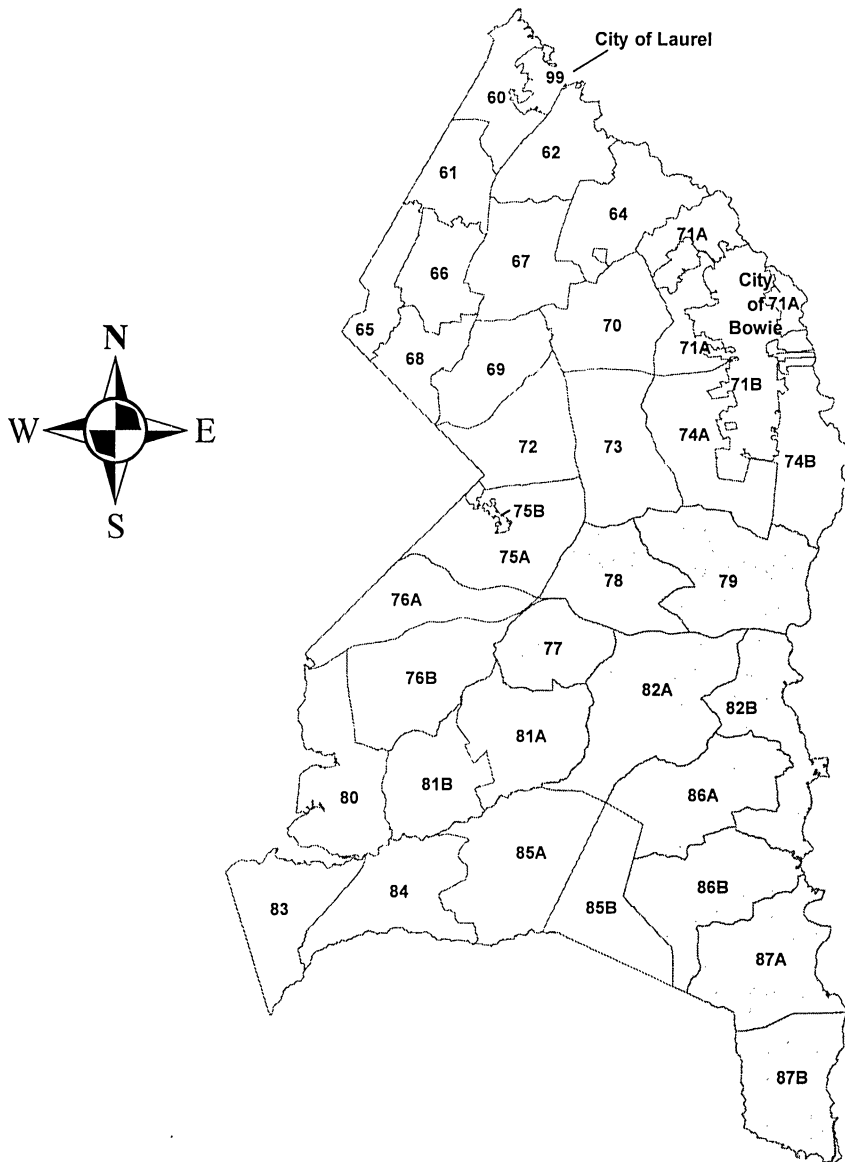 City of Laurel
99
60
62
61
64
71A
66
67
City
of
Bowie
71A
65
70
68
71A
69
71B
N
W
E
S
72
73
74A
74B
75B
75A
78
79
76A
77
76B
82A
82B
81A
80
81B
86A
85A
84
86B
83
85B
87A
87B